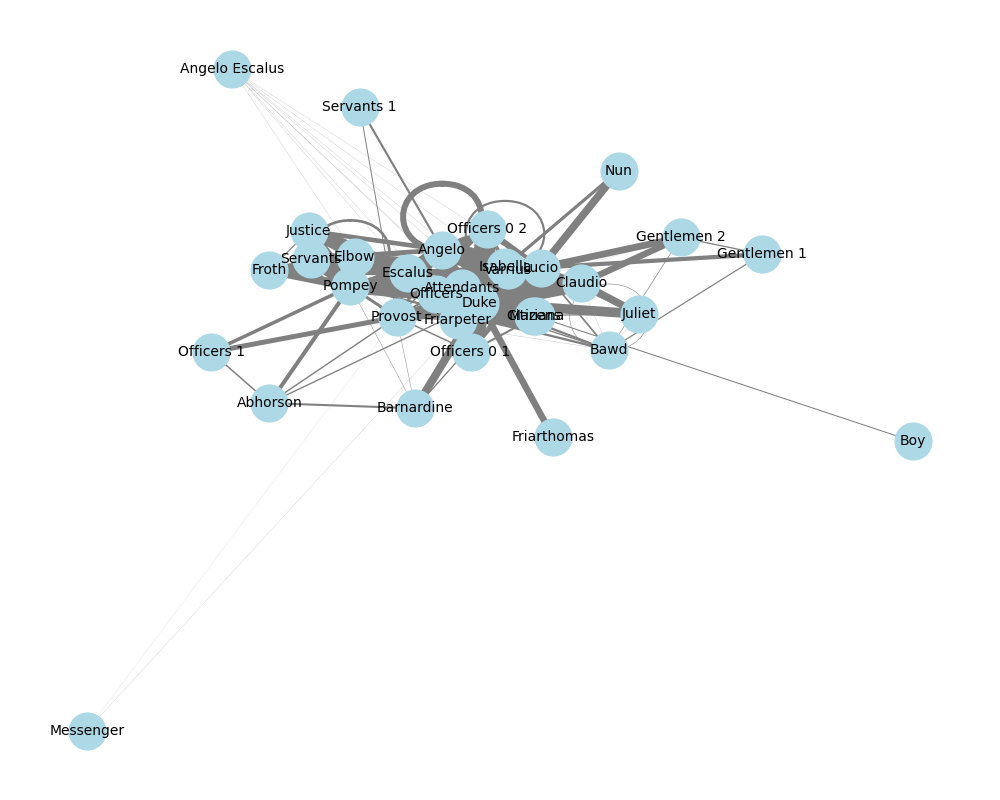 Angelo Escalus
Servants 1
Nun
Officers 0 2
Justice
Gentlemen 2
Angelo
Gentlemen 1
Elbow
Servants
Isabella
Varrius
Lucio
Froth
Escalus
Claudio
Pompey
Attendants
Officers
Duke
Juliet
Provost
Friarpeter
Citizens
Mariana
Officers 1
Officers 0 1
Bawd
Abhorson
Barnardine
Friarthomas
Boy
Messenger